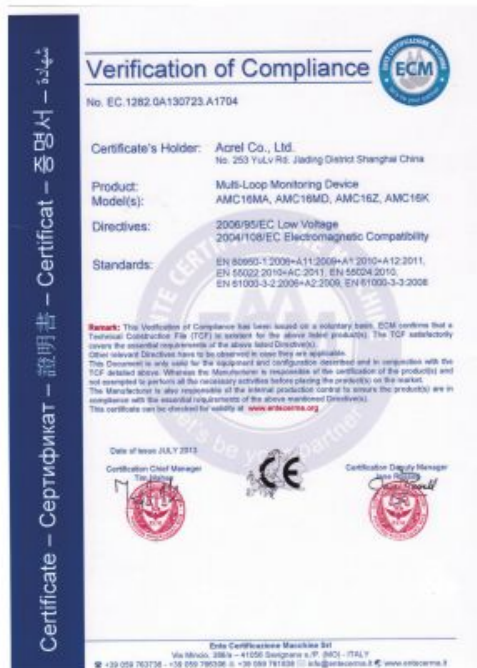 Certificate – Сертификат – 證明書 – Certificat – 증명서 – شهادة
Verification of Compliance
ECM
No. EC.1282.0A130723.A1704
Certificate's Holder: Acrel Co., Ltd.
No. 253 YuLv Rd. Jiading District Shanghai China
Product: Multi-Loop Monitoring Device
Model(s): AMC16MA, AMC16MD, AMC16Z, AMC16K
Directives: 2006/95/EC Low Voltage
2004/108/EC Electromagnetic Compatibility
Standards: EN 60950-1:2006+A11:2009+A1:2010+A12:2011,
EN 55022:2010+AC:2011, EN 55024:2010,
EN 61000-3-2:2006+A2:2009, EN 61000-3-3:2008
Remark: This Verification of Compliance has been issued on a voluntary basis. ECM confirms that a
Technical Construction File (TCF) is existent for the above listed product(s). The TCF satisfactorily
covers the essential requirements of the above listed Directive(s).
Other relevant Directives have to be observed in case they are applicable.
This Document is only valid for the equipment and configuration described and in conjunction with the
TCF detailed above. Whereas the Manufacturer is responsible of the certification of the product(s) and
not exempted to perform all the necessary activities before placing the product(s) on the market.
The Manufacturer is also responsible of the internal production control to ensure the product(s) are in
compliance with the essential requirements of the above mentioned Directive(s).
This certificate can be checked for validity at www.entecerma.org
Date of issue JULY 2013
Certification Chief Manager
Certification Deputy Manager
CE
Ente Certificazione Macchine Srl
Via Mincio, – 41056 Savignano s./P. (MO) - ITALY
www.entecerma.it